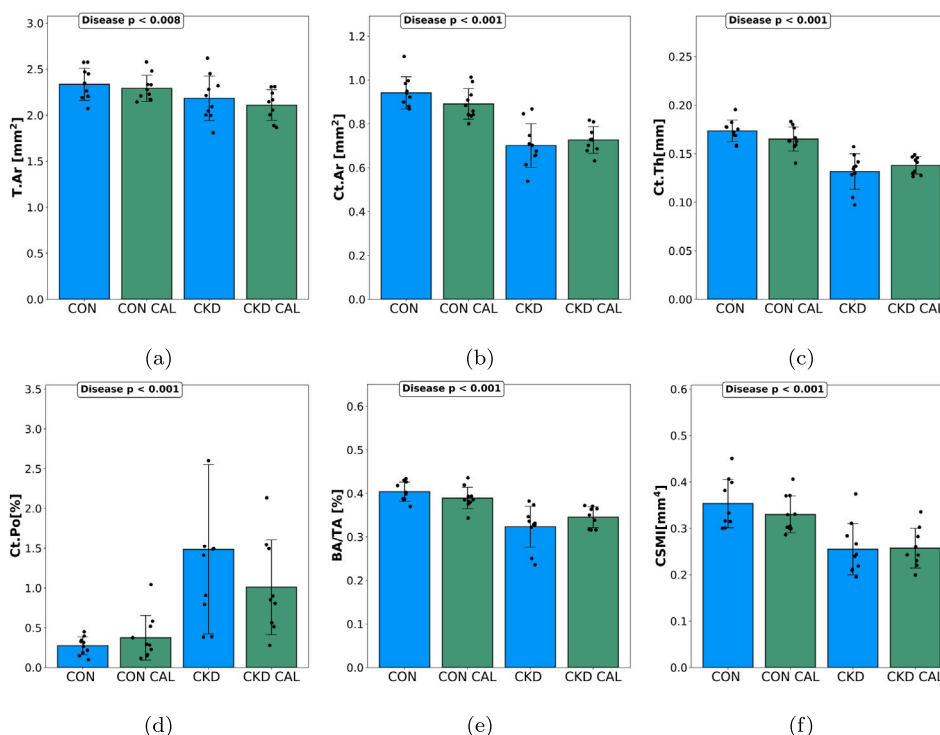 Disease p < 0.008
T.Ar [mm²]
3.0
2.5
2.0
1.5
1.0
0.5
0.0
CON CON CAL CKD CKD CAL
(a)
Disease p < 0.001
Ct.Ar [mm²]
1.2
1.0
0.8
0.6
0.4
0.2
0.0
CON CON CAL CKD CKD CAL
(b)
Disease p < 0.001
Ct.Th[mm]
0.25
0.20
0.15
0.10
0.05
0.00
CON CON CAL CKD CKD CAL
(c)
Disease p < 0.001
Ct.Po[%]
3.5
3.0
2.5
2.0
1.5
1.0
0.5
0.0
CON CON CAL CKD CKD CAL
(d)
Disease p < 0.001
BA/TA [%]
0.6
0.5
0.4
0.3
0.2
0.1
0.0
CON CON CAL CKD CKD CAL
(e)
Disease p < 0.001
CSMI[mm⁴]
0.6
0.5
0.4
0.3
0.2
0.1
0.0
CON CON CAL CKD CKD CAL
(f)